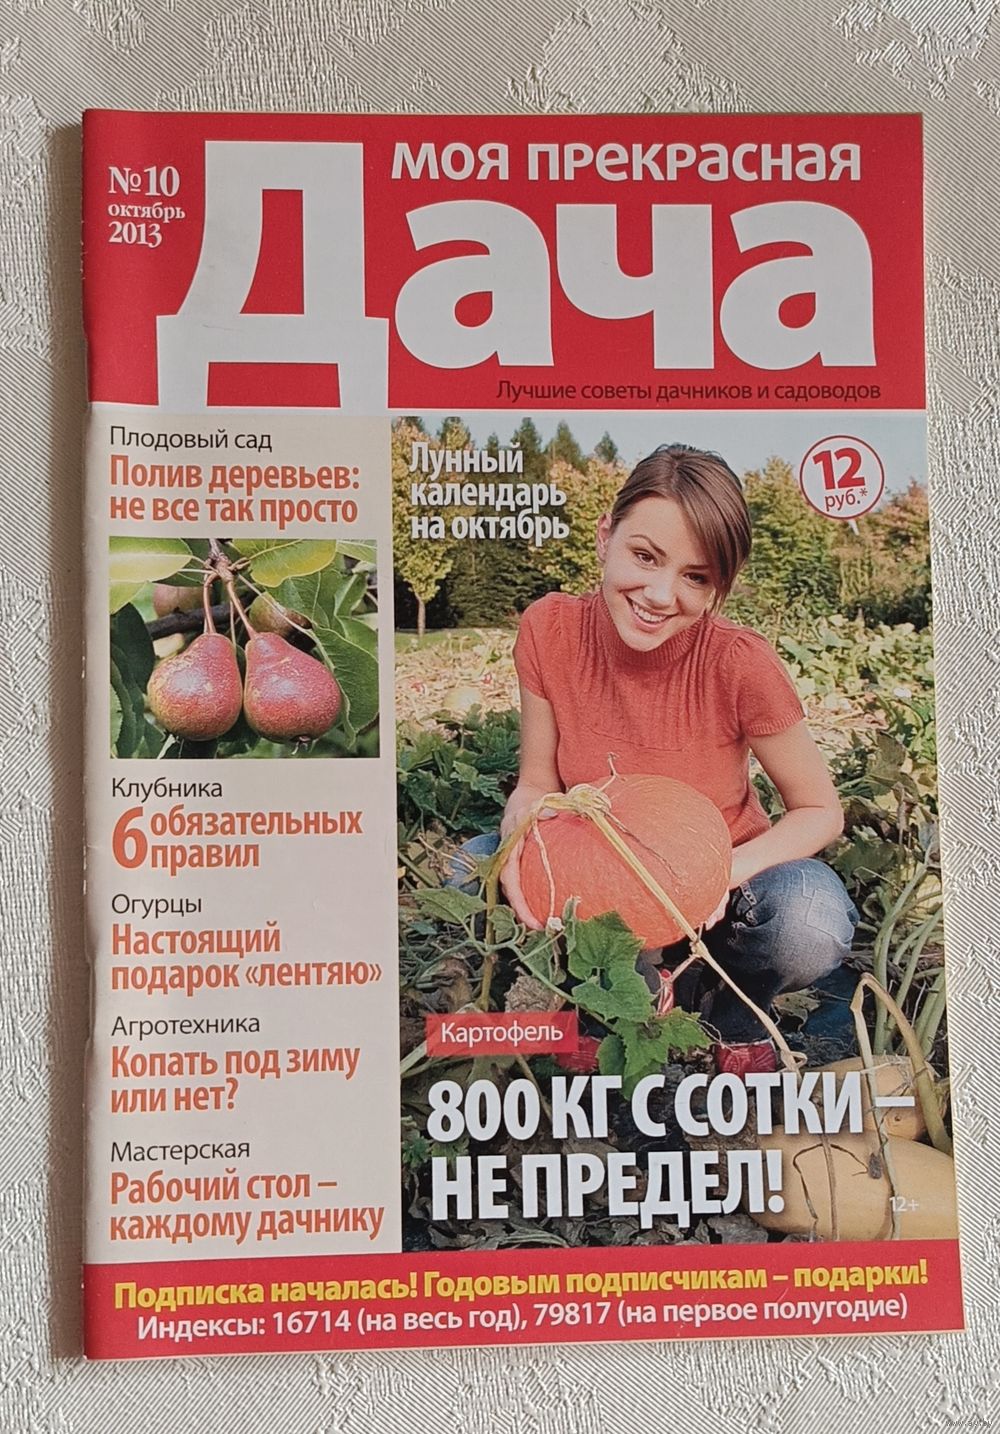 №10
октябрь
2013
моя прекрасная
Дача
Лучшие советы дачников и садоводов
Плодовый сад
Полив деревьев:
не все так просто
Лунный
календарь
на октябрь
12
руб.*
Клубника
6 обязательных
правил
Огурцы
Настоящий
подарок «лентяю»
Агротехника
Копать под зиму
или нет?
Мастерская
Рабочий стол –
каждому дачнику
Картофель
800 КГ С СОТКИ –
НЕ ПРЕДЕЛ!
12+
Подписка началась! Годовым подписчикам – подарки!
Индексы: 16714 (на весь год), 79817 (на первое полугодие)